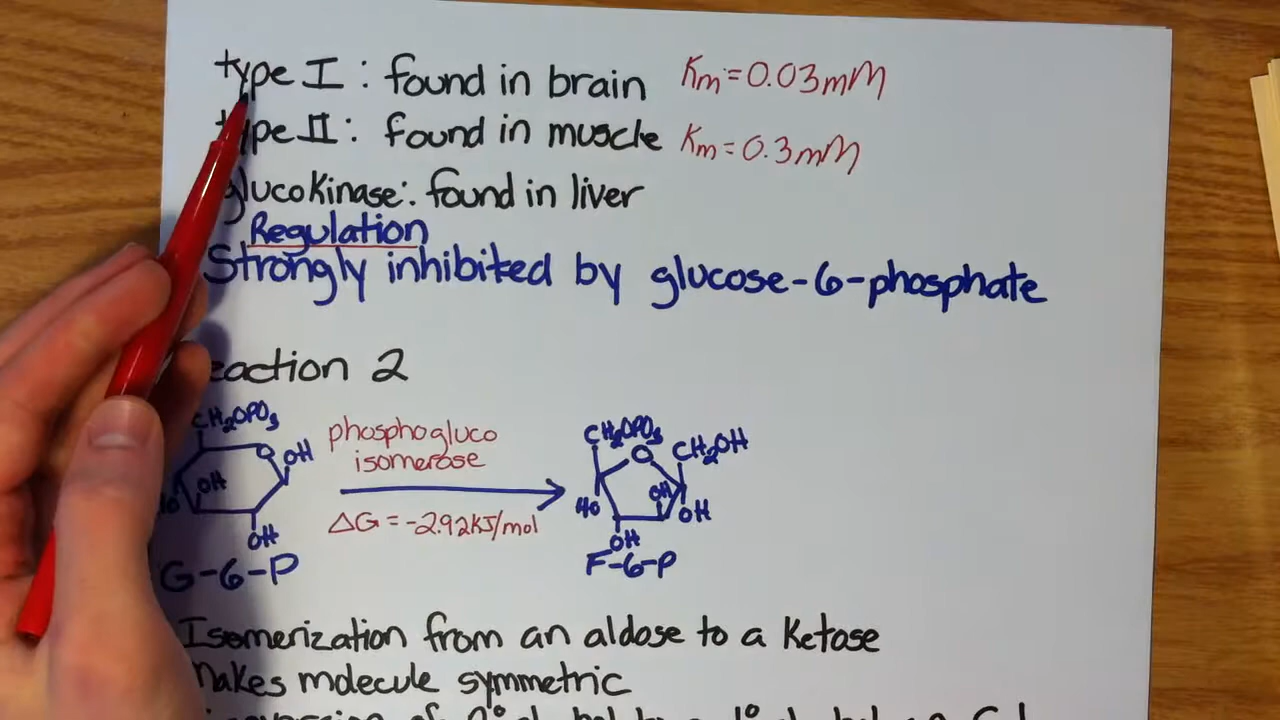 type I : found in brain Km = 0.03mM
type II : found in muscle Km = 0.3mM
glucoKinase: found in liver
Regulation
Strongly inhibited by glucose-6-phosphate
eaction 2
CH₂OPO₃
OH
OH
Ho
OH
G-6-P
phosphogluco
isomerase
ΔG = -2.92KJ/mol
CH₂OPO₃
O
CH₂OH
OH
HO
OH
OH
F-6-P
Isomerization from an aldose to a Ketose
Makes molecule symmetric